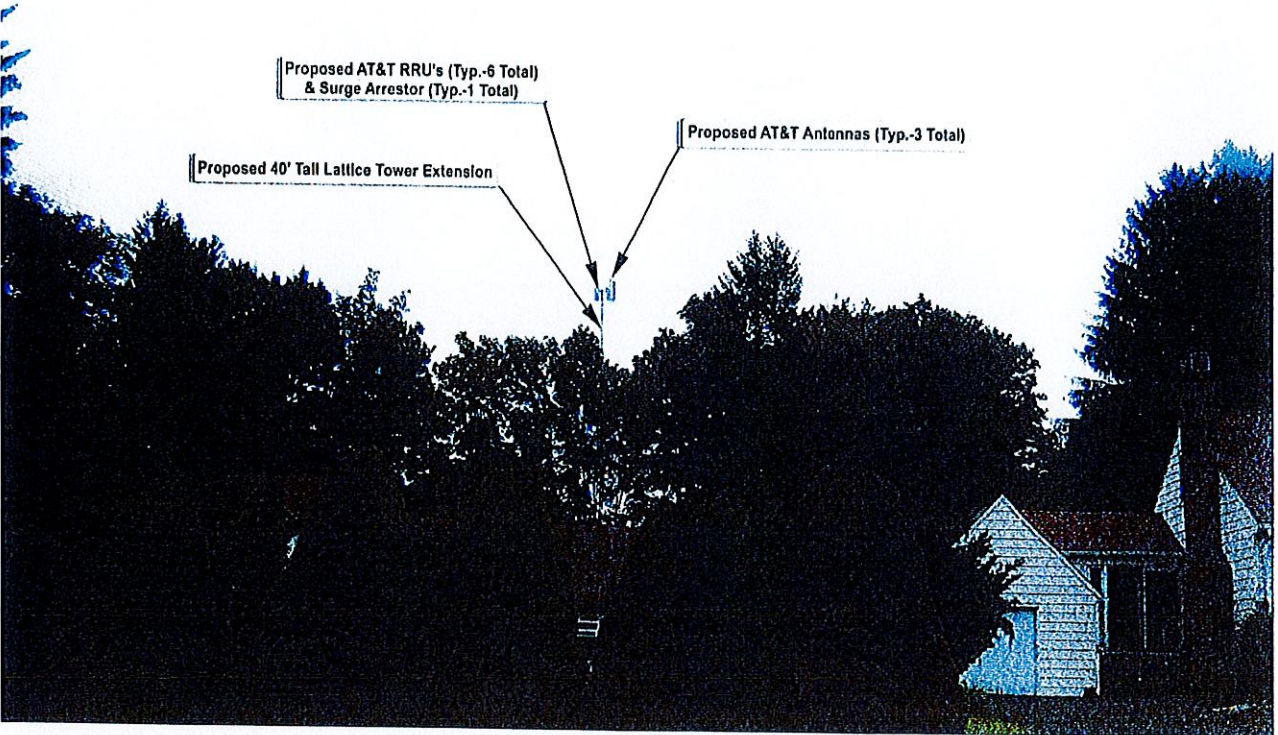 Proposed AT&T RRU's (Typ.-6 Total)
& Surge Arrestor (Typ.-1 Total)
Proposed AT&T Antennas (Typ.-3 Total)
Proposed 40' Tall Lattice Tower Extension